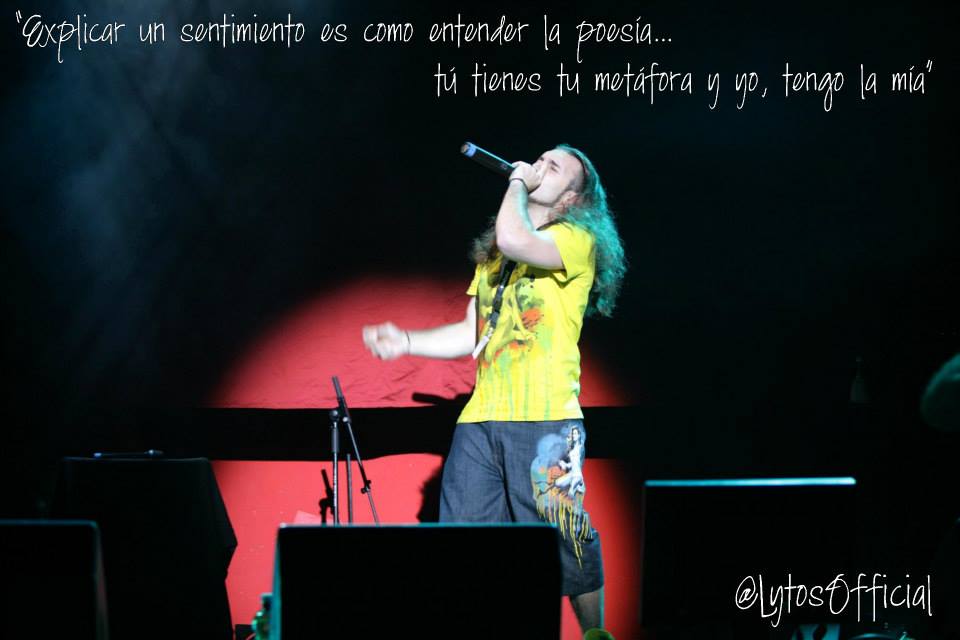 "Explicar un sentimiento es como entender la poesía...
tú tienes tu metáfora y yo, tengo la mía"
@LytosOfficial